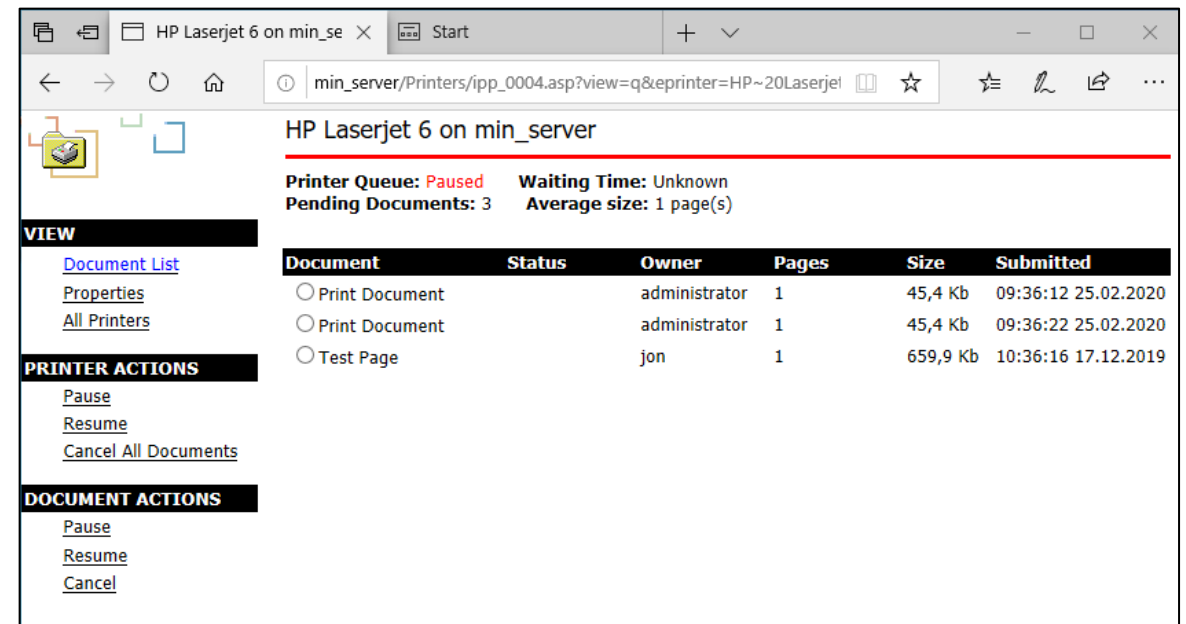 HP Laserjet 6 on min_se
Start
min_server/Printers/ipp_0004.asp?view=q&eprinter=HP~20Laserjet
HP Laserjet 6 on min_server
Printer Queue: Paused Waiting Time: Unknown
Pending Documents: 3 Average size: 1 page(s)
VIEW
Document List
Properties
All Printers
PRINTER ACTIONS
Pause
Resume
Cancel All Documents
DOCUMENT ACTIONS
Pause
Resume
Cancel
Document Status Owner Pages Size Submitted
Print Document administrator 1 45,4 Kb 09:36:12 25.02.2020
Print Document administrator 1 45,4 Kb 09:36:22 25.02.2020
Test Page jon 1 659,9 Kb 10:36:16 17.12.2019